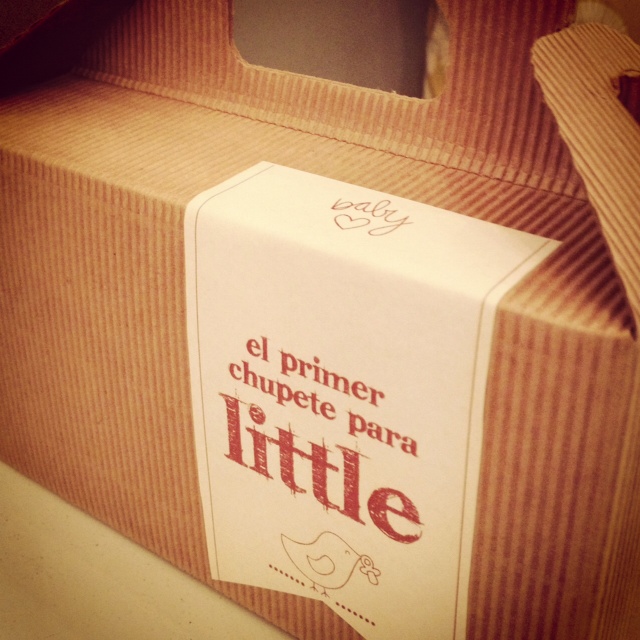 baby
el primer
chupete para
little